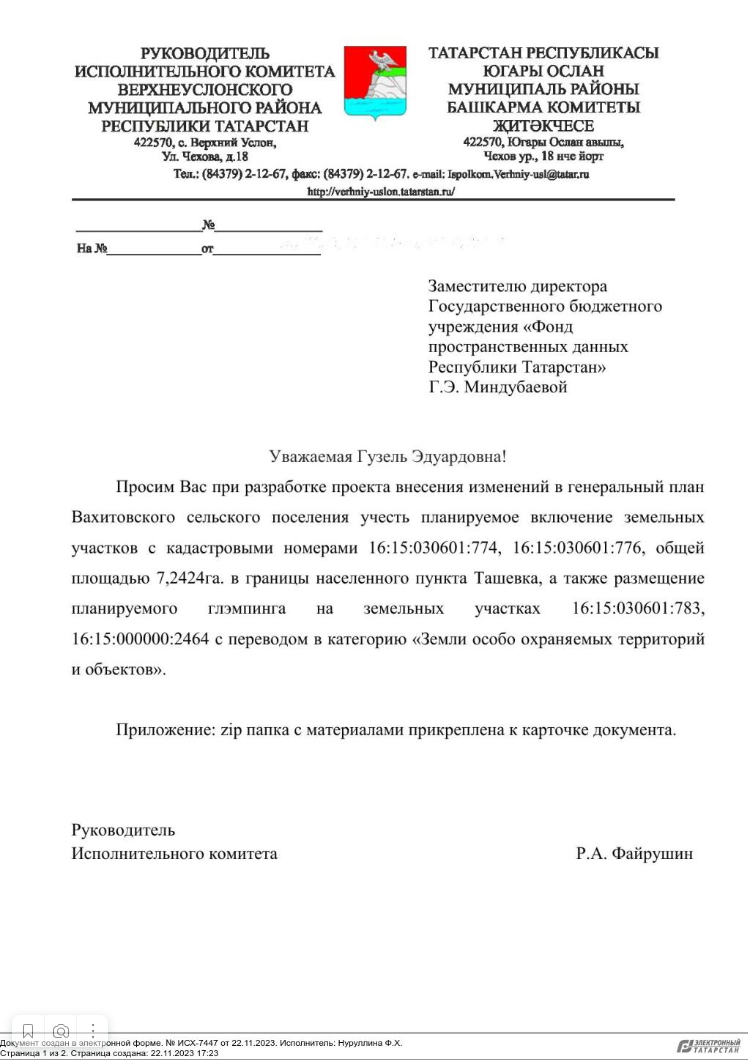 РУКОВОДИТЕЛЬ
ИСПОЛНИТЕЛЬНОГО КОМИТЕТА
ВЕРХНЕУСЛОНСКОГО
МУНИЦИПАЛЬНОГО РАЙОНА
РЕСПУБЛИКИ ТАТАРСТАН
422570, с. Верхний Услон,
Ул. Чехова, д.18
ТАТАРСТАН РЕСПУБЛИКАСЫ
ЮГАРЫ ОСЛАН
МУНИЦИПАЛЬ РАЙОНЫ
БАШКАРМА КОМИТЕТЫ
ҖИТӘКЧЕСЕ
422570, Югары Ослан авылы,
Чехов ур., 18 нче йорт
Тел.: (84379) 2-12-67, факс: (84379) 2-12-67. e-mail: Ispolkom.Verhniy-usl@tatar.ru
http://verhniy-uslon.tatarstan.ru/
_______________№_______________
На №_____________от_______________
Заместителю директора
Государственного бюджетного
учреждения «Фонд
пространственных данных
Республики Татарстан»
Г.Э. Миндубаевой
Уважаемая Гузель Эдуардовна!
Просим Вас при разработке проекта внесения изменений в генеральный план
Вахитовского сельского поселения учесть планируемое включение земельных
участков с кадастровыми номерами 16:15:030601:774, 16:15:030601:776, общей
площадью 7,2424га. в границы населенного пункта Ташевка, а также размещение
планируемого глэмпинга на земельных участках 16:15:030601:783,
16:15:000000:2464 с переводом в категорию «Земли особо охраняемых территорий
и объектов».
Приложение: zip папка с материалами прикреплена к карточке документа.
Руководитель
Исполнительного комитета Р.А. Файрушин
Документ создан в электронной форме. № ИСХ-7447 от 22.11.2023. Исполнитель: Нуруллина Ф.Х.
Страница 1 из 2. Страница создана: 22.11.2023 17:23
ЭЛЕКТРОННЫЙ
ТАТАРСТАН